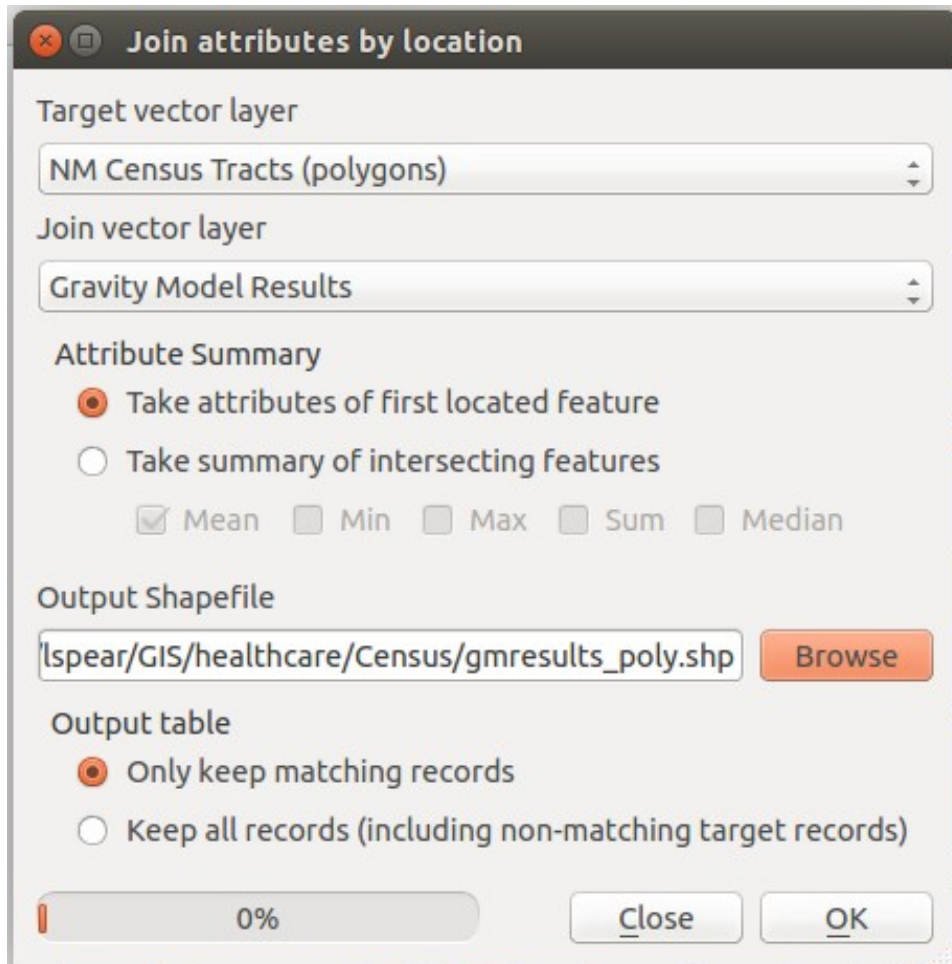 Join attributes by location
Target vector layer
NM Census Tracts (polygons)
Join vector layer
Gravity Model Results
Attribute Summary
Take attributes of first located feature
Take summary of intersecting features
Mean Min Max Sum Median
Output Shapefile
/lspear/GIS/healthcare/Census/gmresults_poly.shp Browse
Output table
Only keep matching records
Keep all records (including non-matching target records)
0% Close OK